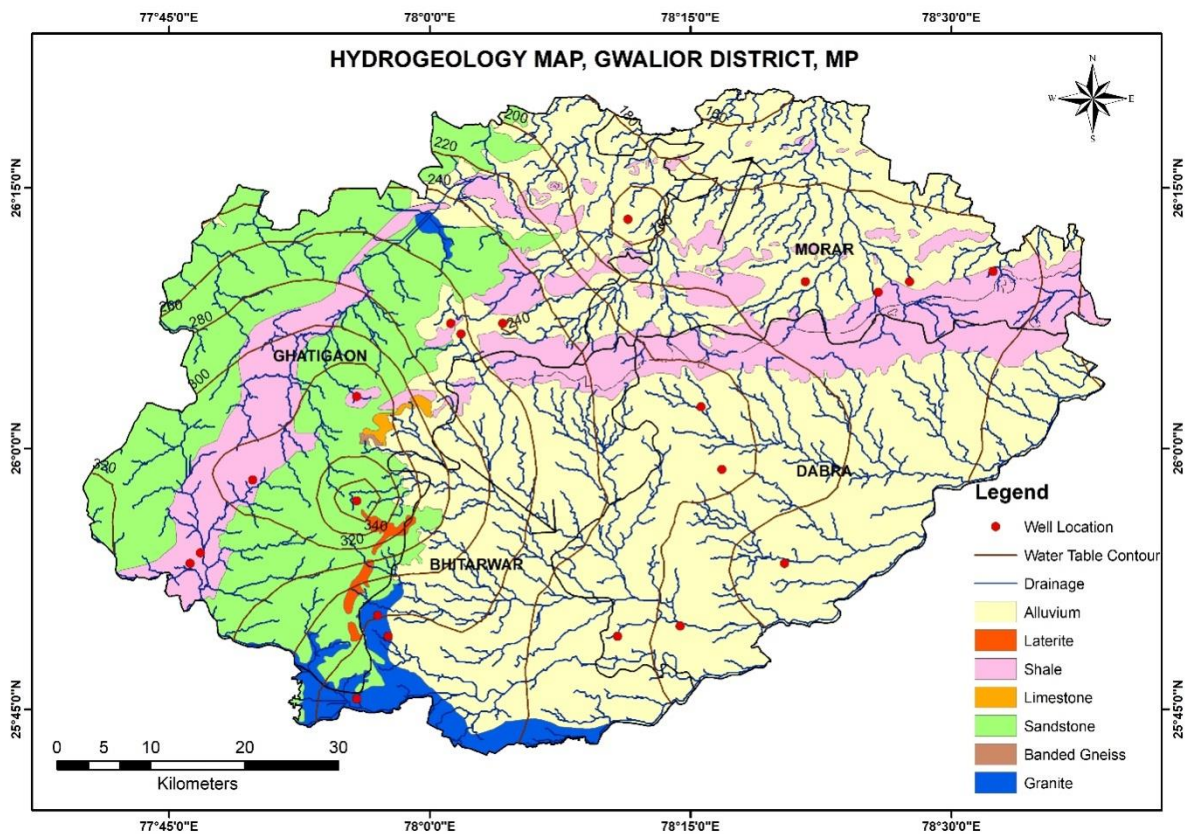 77°45'0"E
78°0'0"E
78°15'0"E
78°30'0"E
HYDROGEOLOGY MAP, GWALIOR DISTRICT, MP
N
W
E
S
180
180
200
220
240
26°15'0"N
26°15'0"N
MORAR
260
280
240
GHATIGAON
300
26°0'0"N
26°0'0"N
320
DABRA
Legend
340
320
BHITARWAR
Well Location
Water Table Contour
Drainage
Alluvium
Laterite
Shale
Limestone
Sandstone
Banded Gneiss
Granite
25°45'0"N
25°45'0"N
0 5 10 20 30
Kilometers
77°45'0"E
78°0'0"E
78°15'0"E
78°30'0"E